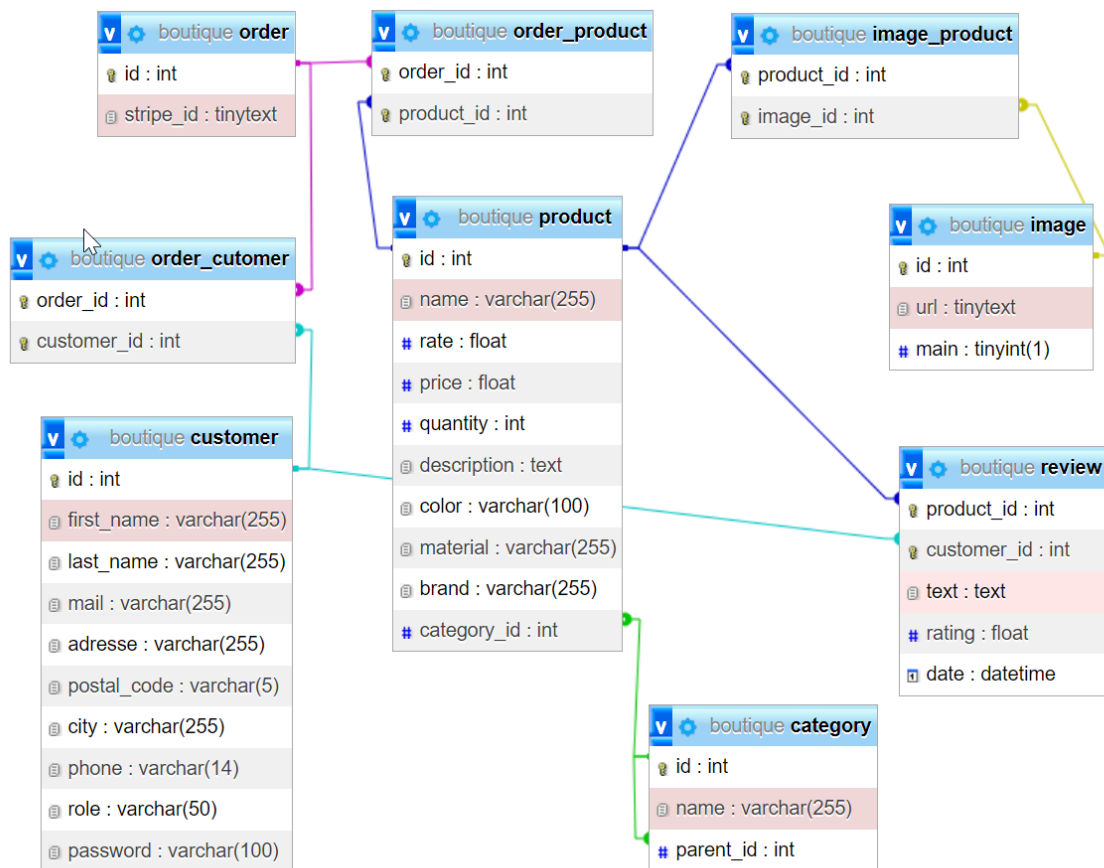 boutique order
id : int
stripe_id : tinytext
boutique order_product
order_id : int
product_id : int
boutique image_product
product_id : int
image_id : int
boutique order_cutomer
order_id : int
customer_id : int
boutique product
id : int
name : varchar(255)
rate : float
price : float
quantity : int
description : text
color : varchar(100)
material : varchar(255)
brand : varchar(255)
category_id : int
boutique image
id : int
url : tinytext
main : tinyint(1)
boutique customer
id : int
first_name : varchar(255)
last_name : varchar(255)
mail : varchar(255)
adresse : varchar(255)
postal_code : varchar(5)
city : varchar(255)
phone : varchar(14)
role : varchar(50)
password : varchar(100)
boutique review
product_id : int
customer_id : int
text : text
rating : float
date : datetime
boutique category
id : int
name : varchar(255)
parent_id : int